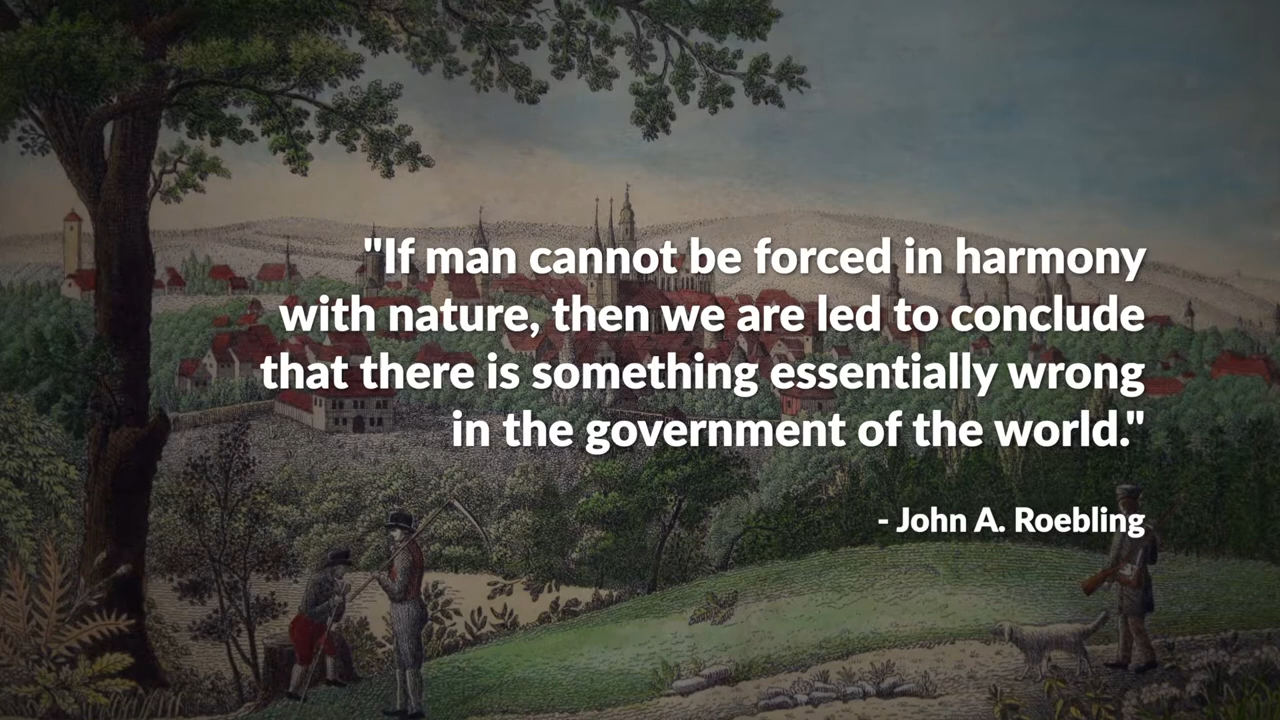 "If man cannot be forced in harmony
with nature, then we are led to conclude
that there is something essentially wrong
in the government of the world."
- John A. Roebling